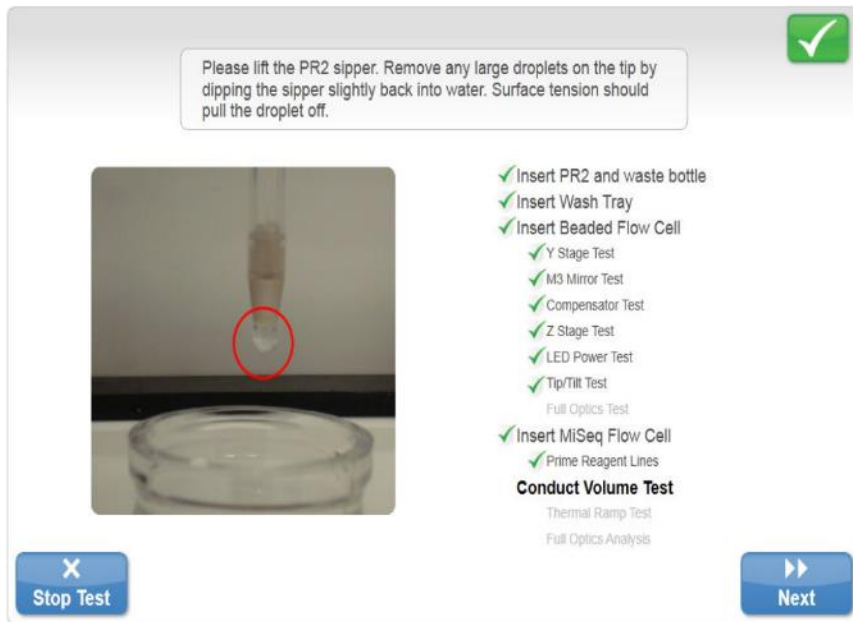 Please lift the PR2 sipper. Remove any large droplets on the tip by
dipping the sipper slightly back into water. Surface tension should
pull the droplet off.
Insert PR2 and waste bottle
Insert Wash Tray
Insert Beaded Flow Cell
Y Stage Test
M3 Mirror Test
Compensator Test
Z Stage Test
LED Power Test
Tip/Tilt Test
Full Optics Test
Insert MiSeq Flow Cell
Prime Reagent Lines
Conduct Volume Test
Thermal Ramp Test
Full Optics Analysis
Stop Test
Next